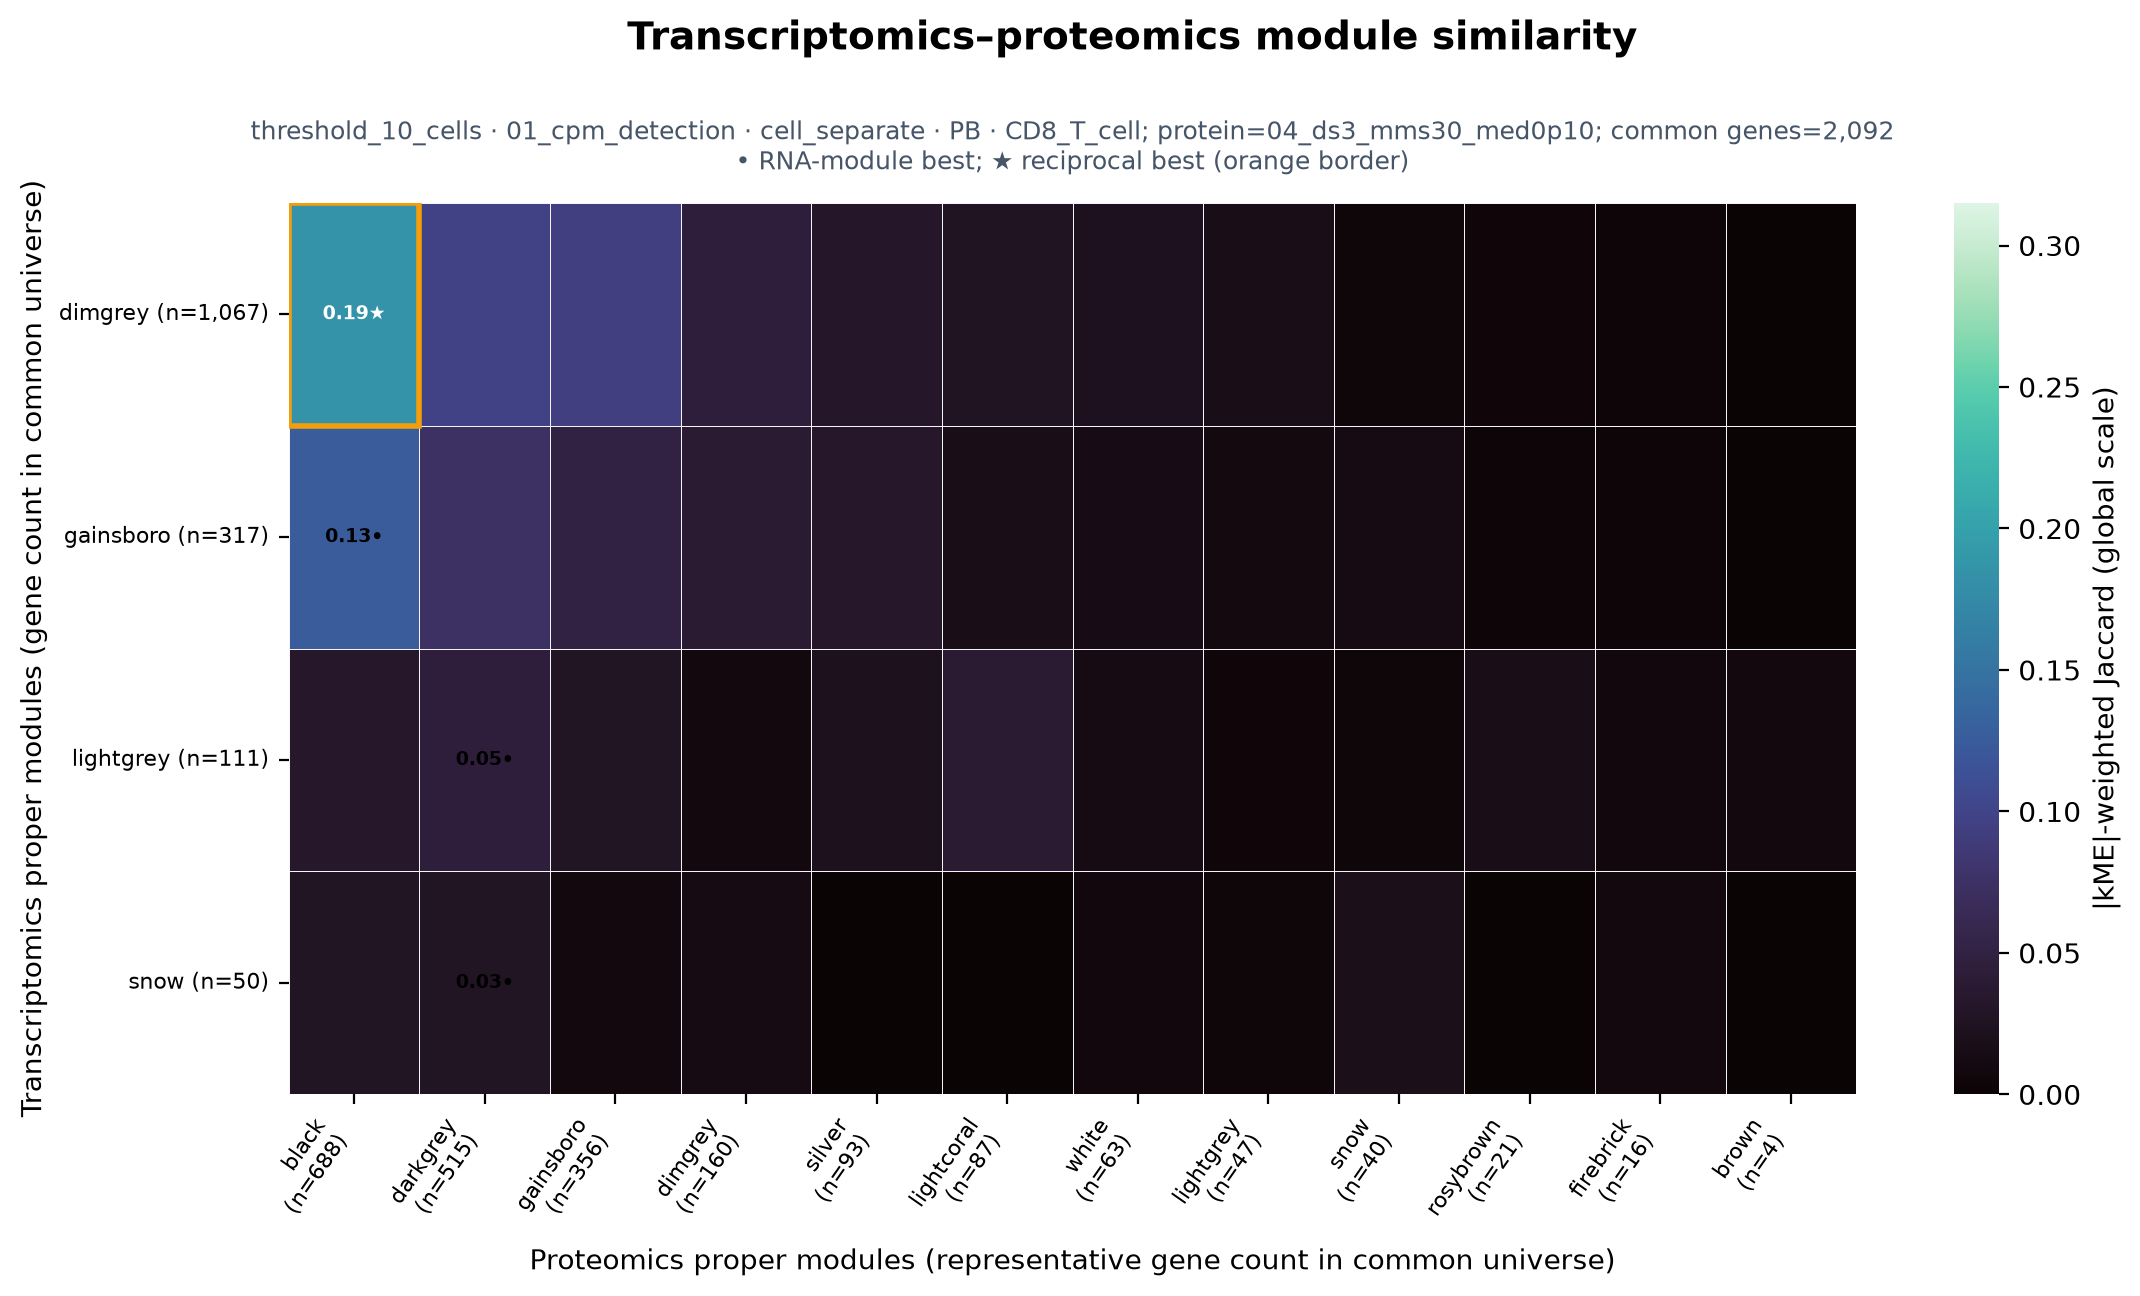 Transcriptomics–proteomics module similarity
threshold_10_cells · 01_cpm_detection · cell_separate · PB · CD8_T_cell; protein=04_ds3_mms30_med0p10; common genes=2,092
• RNA-module best; ★ reciprocal best (orange border)
Transcriptomics proper modules (gene count in common universe)
dimgrey (n=1,067)
gainsboro (n=317)
lightgrey (n=111)
snow (n=50)
0.19★
0.13•
0.05•
0.03•
black
(n=688)
darkgrey
(n=515)
gainsboro
(n=356)
dimgrey
(n=160)
silver
(n=93)
lightcoral
(n=87)
white
(n=63)
lightgrey
(n=47)
snow
(n=40)
rosybrown
(n=21)
firebrick
(n=16)
brown
(n=4)
Proteomics proper modules (representative gene count in common universe)
0.30
0.25
0.20
0.15
0.10
0.05
0.00
|kME|-weighted Jaccard (global scale)